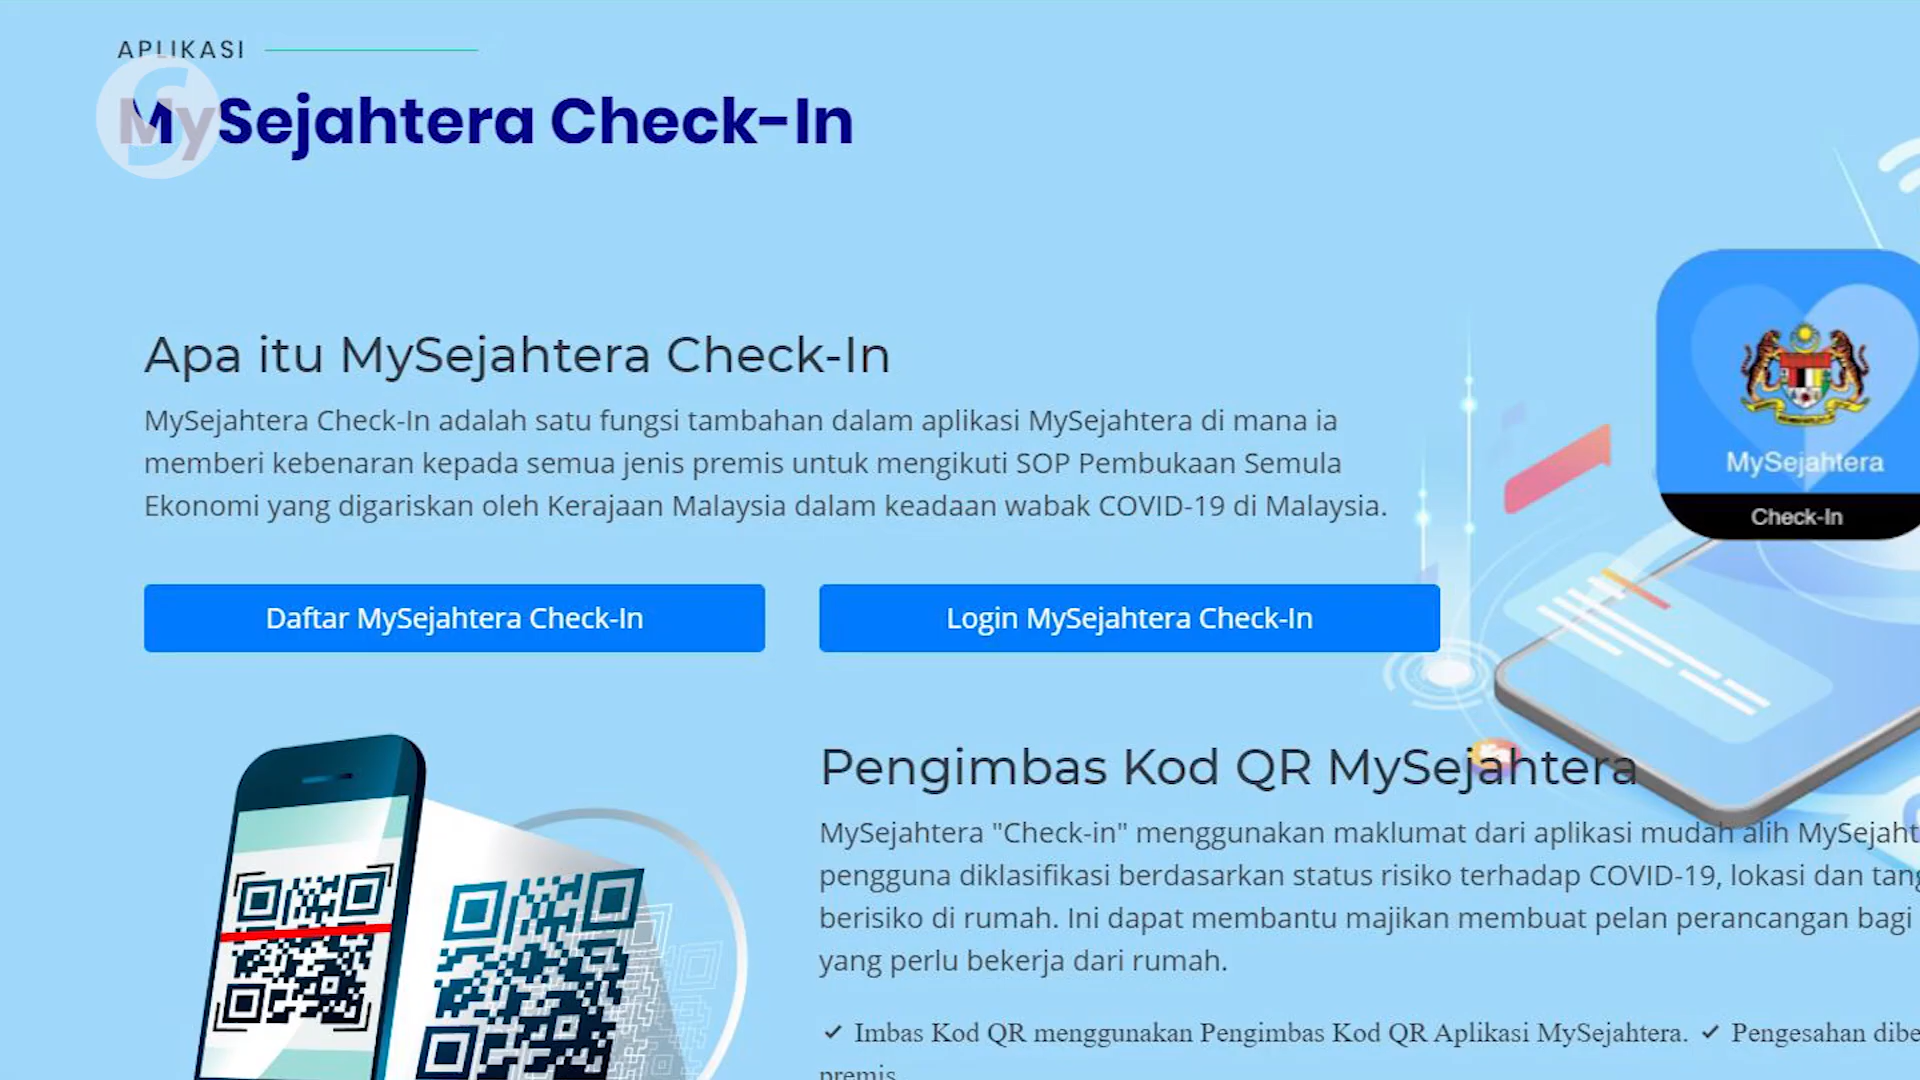 APLIKASI
MySejahtera Check-In
Apa itu MySejahtera Check-In
MySejahtera Check-In adalah satu fungsi tambahan dalam aplikasi MySejahtera di mana ia
memberi kebenaran kepada semua jenis premis untuk mengikuti SOP Pembukaan Semula
Ekonomi yang digariskan oleh Kerajaan Malaysia dalam keadaan wabak COVID-19 di Malaysia.
MySejahtera
Check-In
Daftar MySejahtera Check-In
Login MySejahtera Check-In
Pengimbas Kod QR MySejahtera
MySejahtera "Check-in" menggunakan maklumat dari aplikasi mudah alih MySejaht
pengguna diklasifikasi berdasarkan status risiko terhadap COVID-19, lokasi dan tang
berisiko di rumah. Ini dapat membantu majikan membuat pelan perancangan bagi
yang perlu bekerja dari rumah.
✓ Imbas Kod QR menggunakan Pengimbas Kod QR Aplikasi MySejahtera. ✓ Pengesahan dibe
premis